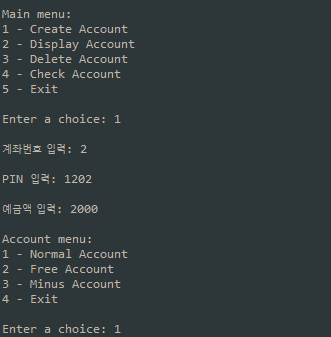 Main menu:
1 - Create Account
2 - Display Account
3 - Delete Account
4 - Check Account
5 - Exit
Enter a choice: 1
계좌번호 입력: 2
PIN 입력: 1202
예금액 입력: 2000
Account menu:
1 - Normal Account
2 - Free Account
3 - Minus Account
4 - Exit
Enter a choice: 1